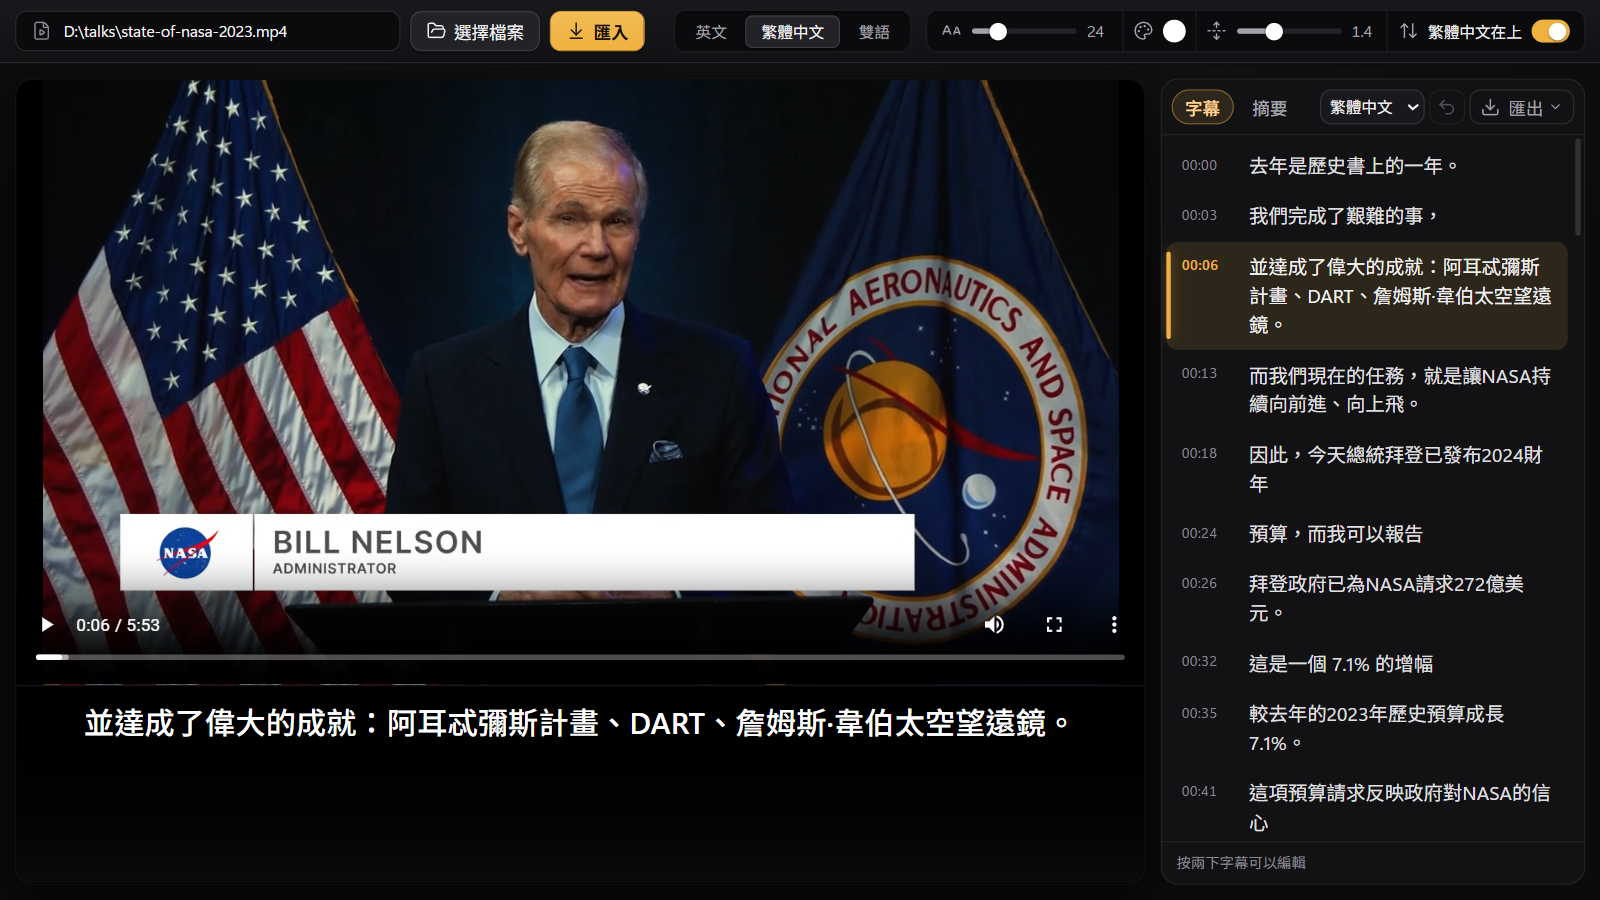 D:\talks\state-of-nasa-2023.mp4
選擇檔案
匯入
英文
繁體中文
雙語
AA
24
1.4
繁體中文在上
NATIONAL AERONAUTICS AND SPACE ADMINISTRATION
NASA
BILL NELSON
ADMINISTRATOR
0:06 / 5:53
並達成了偉大的成就：阿耳忒彌斯計畫、DART、詹姆斯·韋伯太空望遠鏡。
字幕
摘要
繁體中文
匯出
00:00
去年是歷史書上的一年。
00:03
我們完成了艱難的事，
00:06
並達成了偉大的成就：阿耳忒彌斯
計畫、DART、詹姆斯·韋伯太空望遠
鏡。
00:13
而我們現在的任務，就是讓NASA持
續向前進、向上飛。
00:18
因此，今天總統拜登已發布2024財
年
00:24
預算，而我可以報告
00:26
拜登政府已為NASA請求272億美
元。
00:32
這是一個 7.1% 的增幅
00:35
較去年的2023年歷史預算成長
7.1%。
00:41
這項預算請求反映政府對NASA的信
心
按兩下字幕可以編輯